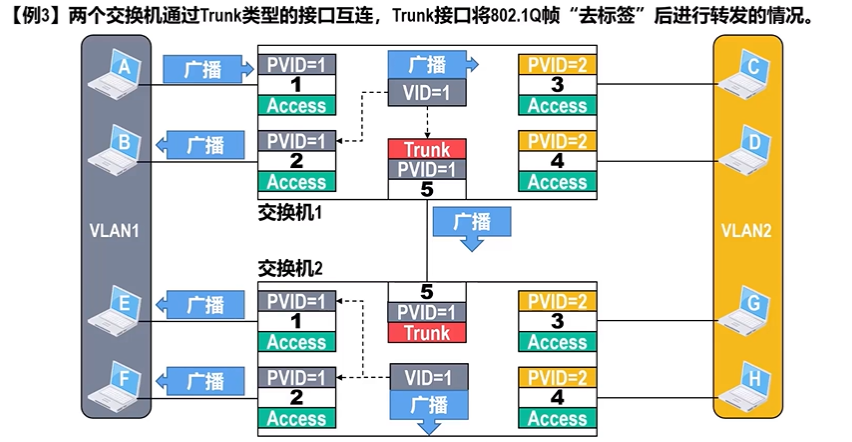 【例3】两个交换机通过Trunk类型的接口互连，Trunk接口将802.1Q帧“去标签”后进行转发的情况。
A
广播
PVID=1
1
Access
广播
VID=1
PVID=2
3
Access
C
B
广播
PVID=1
2
Access
Trunk
PVID=1
5
PVID=2
4
Access
D
交换机1
VLAN1
广播
VLAN2
交换机2
E
广播
PVID=1
1
Access
5
PVID=1
Trunk
PVID=2
3
Access
G
F
广播
PVID=1
2
Access
VID=1
广播
PVID=2
4
Access
H